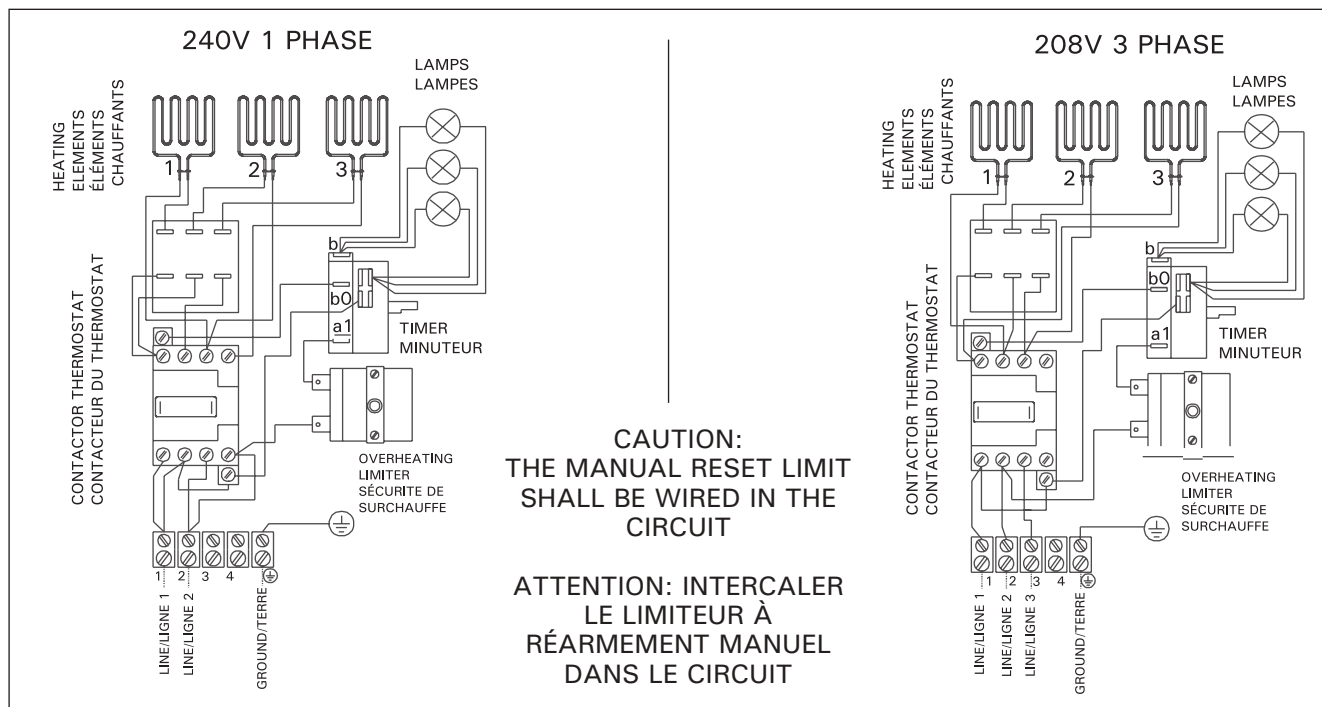 240V 1 PHASE
HEATING
ELEMENTS
ÉLÉMENTS
CHAUFFANTS
1
2
3
LAMPS
LAMPES
b
b0
a1
TIMER
MINUTEUR
CONTACTOR THERMOSTAT
CONTACTEUR DU THERMOSTAT
OVERHEATING
LIMITER
SÉCURITE DE
SURCHAUFFE
1
2
3
4
LINE/LIGNE 1
LINE/LIGNE 2
GROUND/TERRE
CAUTION:
THE MANUAL RESET LIMIT
SHALL BE WIRED IN THE
CIRCUIT
ATTENTION: INTERCALER
LE LIMITEUR À
RÉARMEMENT MANUEL
DANS LE CIRCUIT
208V 3 PHASE
HEATING
ELEMENTS
ÉLÉMENTS
CHAUFFANTS
1
2
3
LAMPS
LAMPES
b
b0
a1
TIMER
MINUTEUR
CONTACTOR THERMOSTAT
CONTACTEUR DU THERMOSTAT
OVERHEATING
LIMITER
SÉCURITE DE
SURCHAUFFE
1
2
3
4
LINE/LIGNE 1
LINE/LIGNE 2
LINE/LIGNE 3
GROUND/TERRE